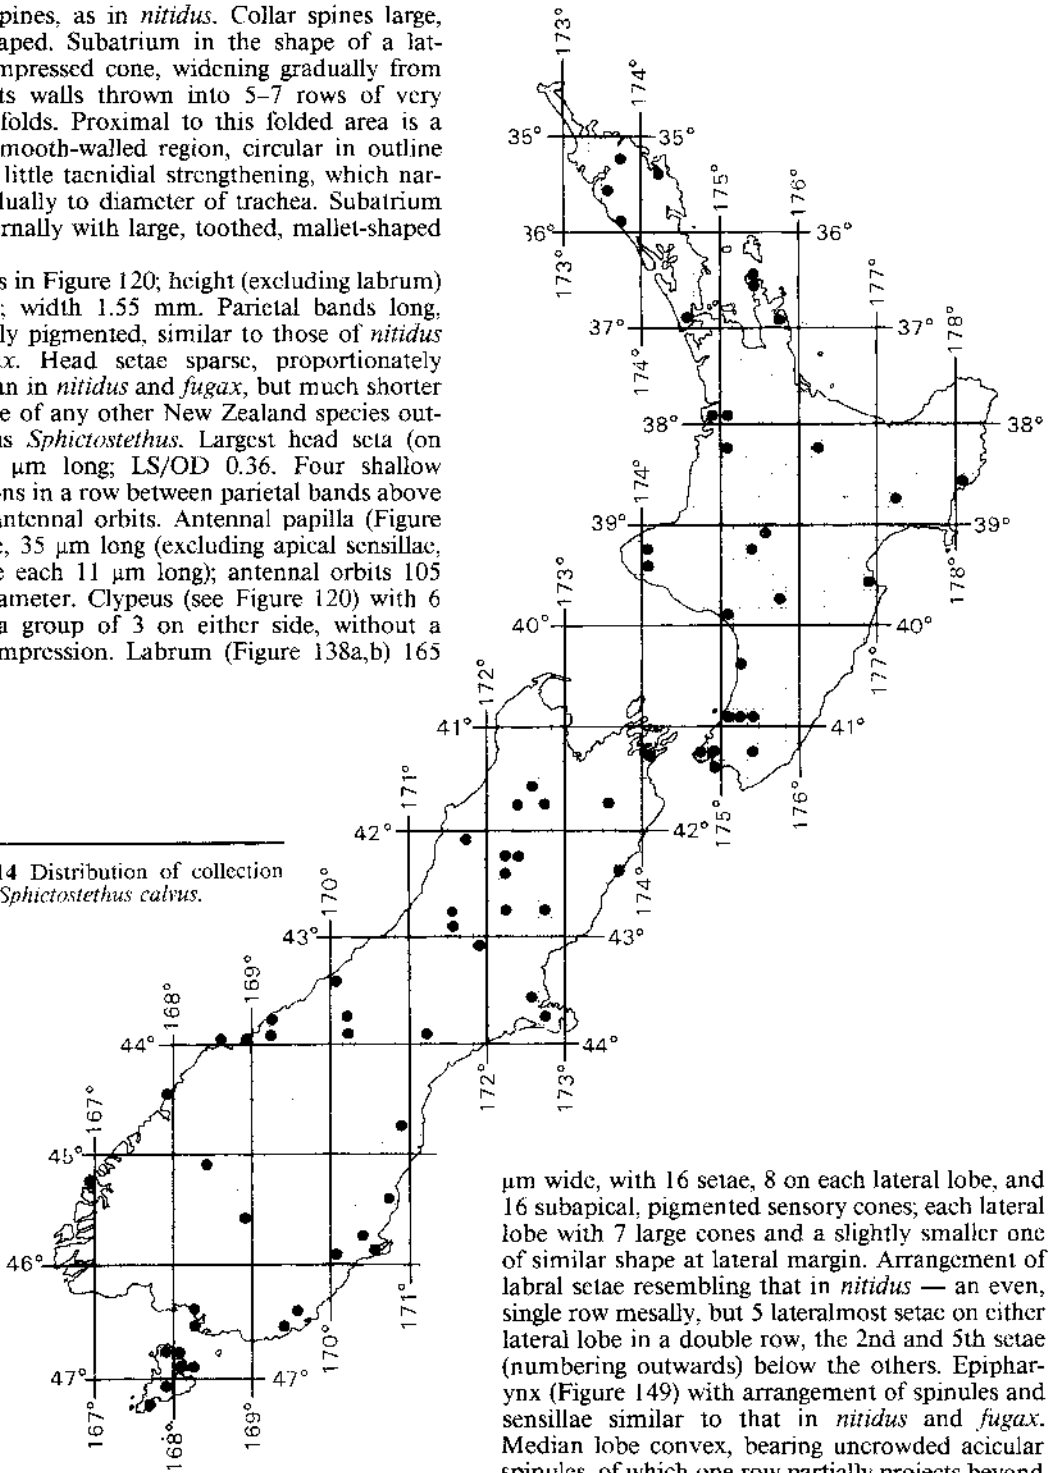 pines, as in nitidus. Collar spines large,
aped. Subatrium in the shape of a lat-
mpressed cone, widening gradually from
ts walls thrown into 5–7 rows of very
folds. Proximal to this folded area is a
mooth-walled region, circular in outline
little taenidial strengthening, which nar-
dually to diameter of trachea. Subatrium
rnally with large, toothed, mallet-shaped
s in Figure 120; height (excluding labrum)
; width 1.55 mm. Parietal bands long,
ly pigmented, similar to those of nitidus
x. Head setae sparse, proportionately
an in nitidus and fugax, but much shorter
e of any other New Zealand species out-
us Sphictostethus. Largest head seta (on
μm long; LS/OD 0.36. Four shallow
ns in a row between parietal bands above
antennal orbits. Antennal papilla (Figure
e, 35 μm long (excluding apical sensillae,
e each 11 μm long); antennal orbits 105
ameter. Clypeus (see Figure 120) with 6
a group of 3 on either side, without a
mpression. Labrum (Figure 138a,b) 165
14 Distribution of collection
Sphictostethus calvus.
173°
174°
35°
35°
175°
176°
36°
36°
173°
177°
37°
37°
178°
174°
38°
38°
174°
39°
39°
173°
178°
40°
40°
172°
177°
41°
41°
171°
176°
42°
42°
175°
170°
174°
43°
43°
169°
168°
44°
44°
172°
173°
167°
45°
46°
171°
170°
47°
47°
167°
169°
168°
μm wide, with 16 setae, 8 on each lateral lobe, and
16 subapical, pigmented sensory cones; each lateral
lobe with 7 large cones and a slightly smaller one
of similar shape at lateral margin. Arrangement of
labral setae resembling that in nitidus — an even,
single row mesally, but 5 lateralmost setae on either
lateral lobe in a double row, the 2nd and 5th setae
(numbering outwards) below the others. Epiphar-
ynx (Figure 149) with arrangement of spinules and
sensillae similar to that in nitidus and fugax.
Median lobe convex, bearing uncrowded acicular
spinules, of which one row partially projects beyond